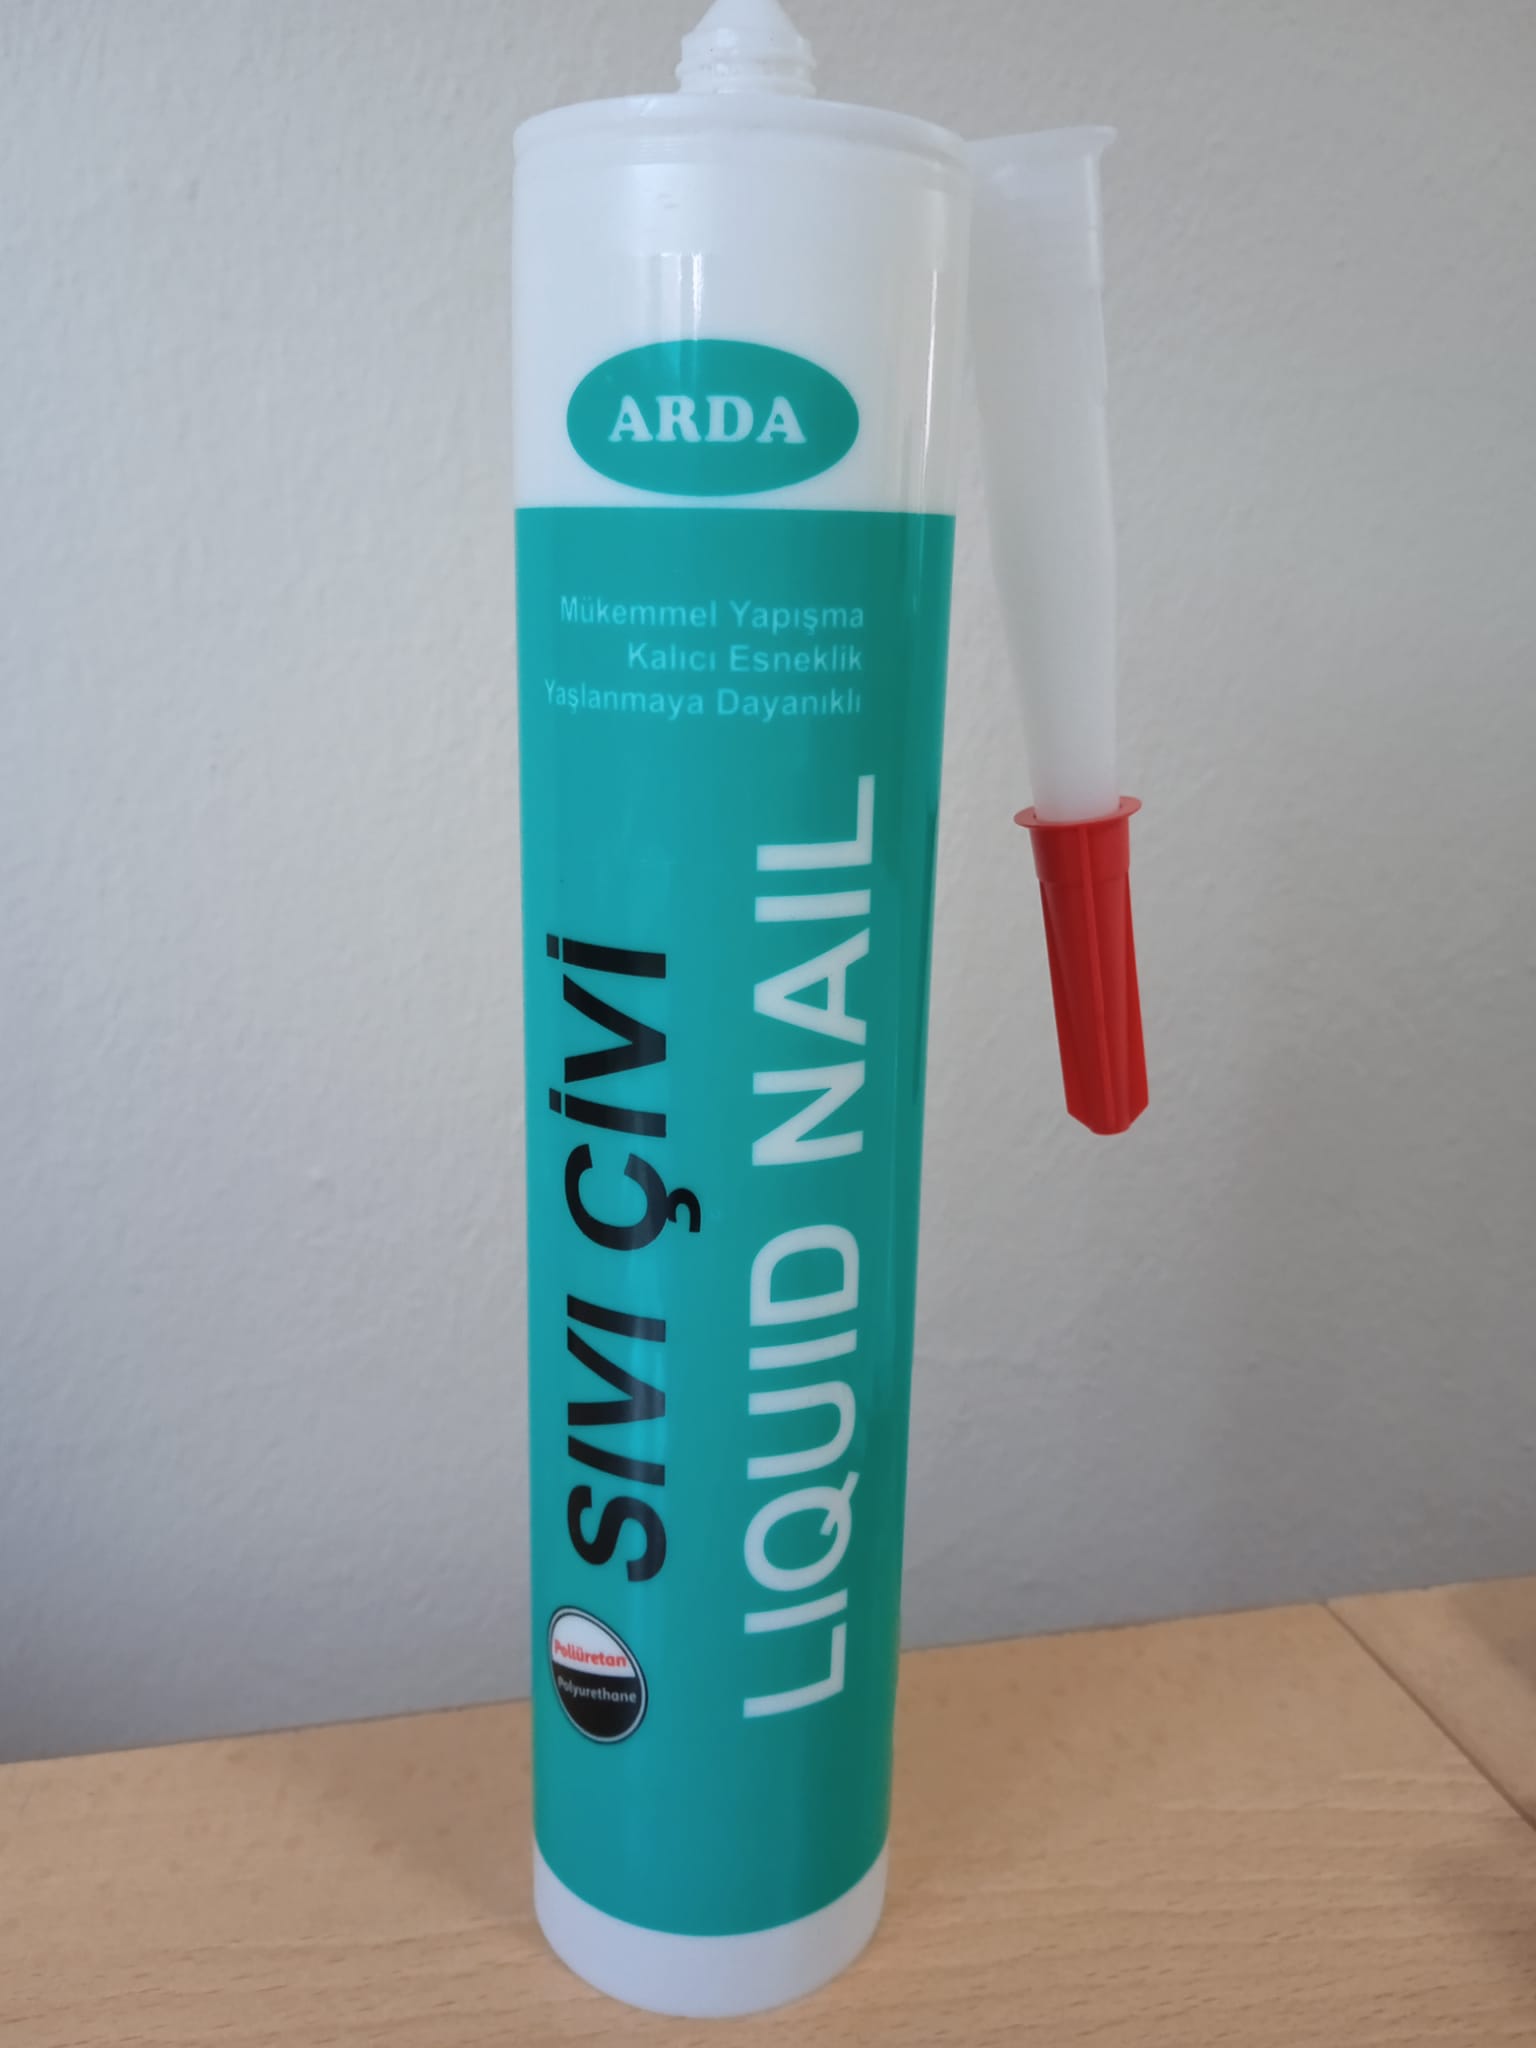 ARDA
Mükemmel Yapışma
Kalıcı Esneklik
Yaşlanmaya Dayanıklı
SIVI ÇİVİ
LIQUID NAIL
Poliüretan
Polyurethane